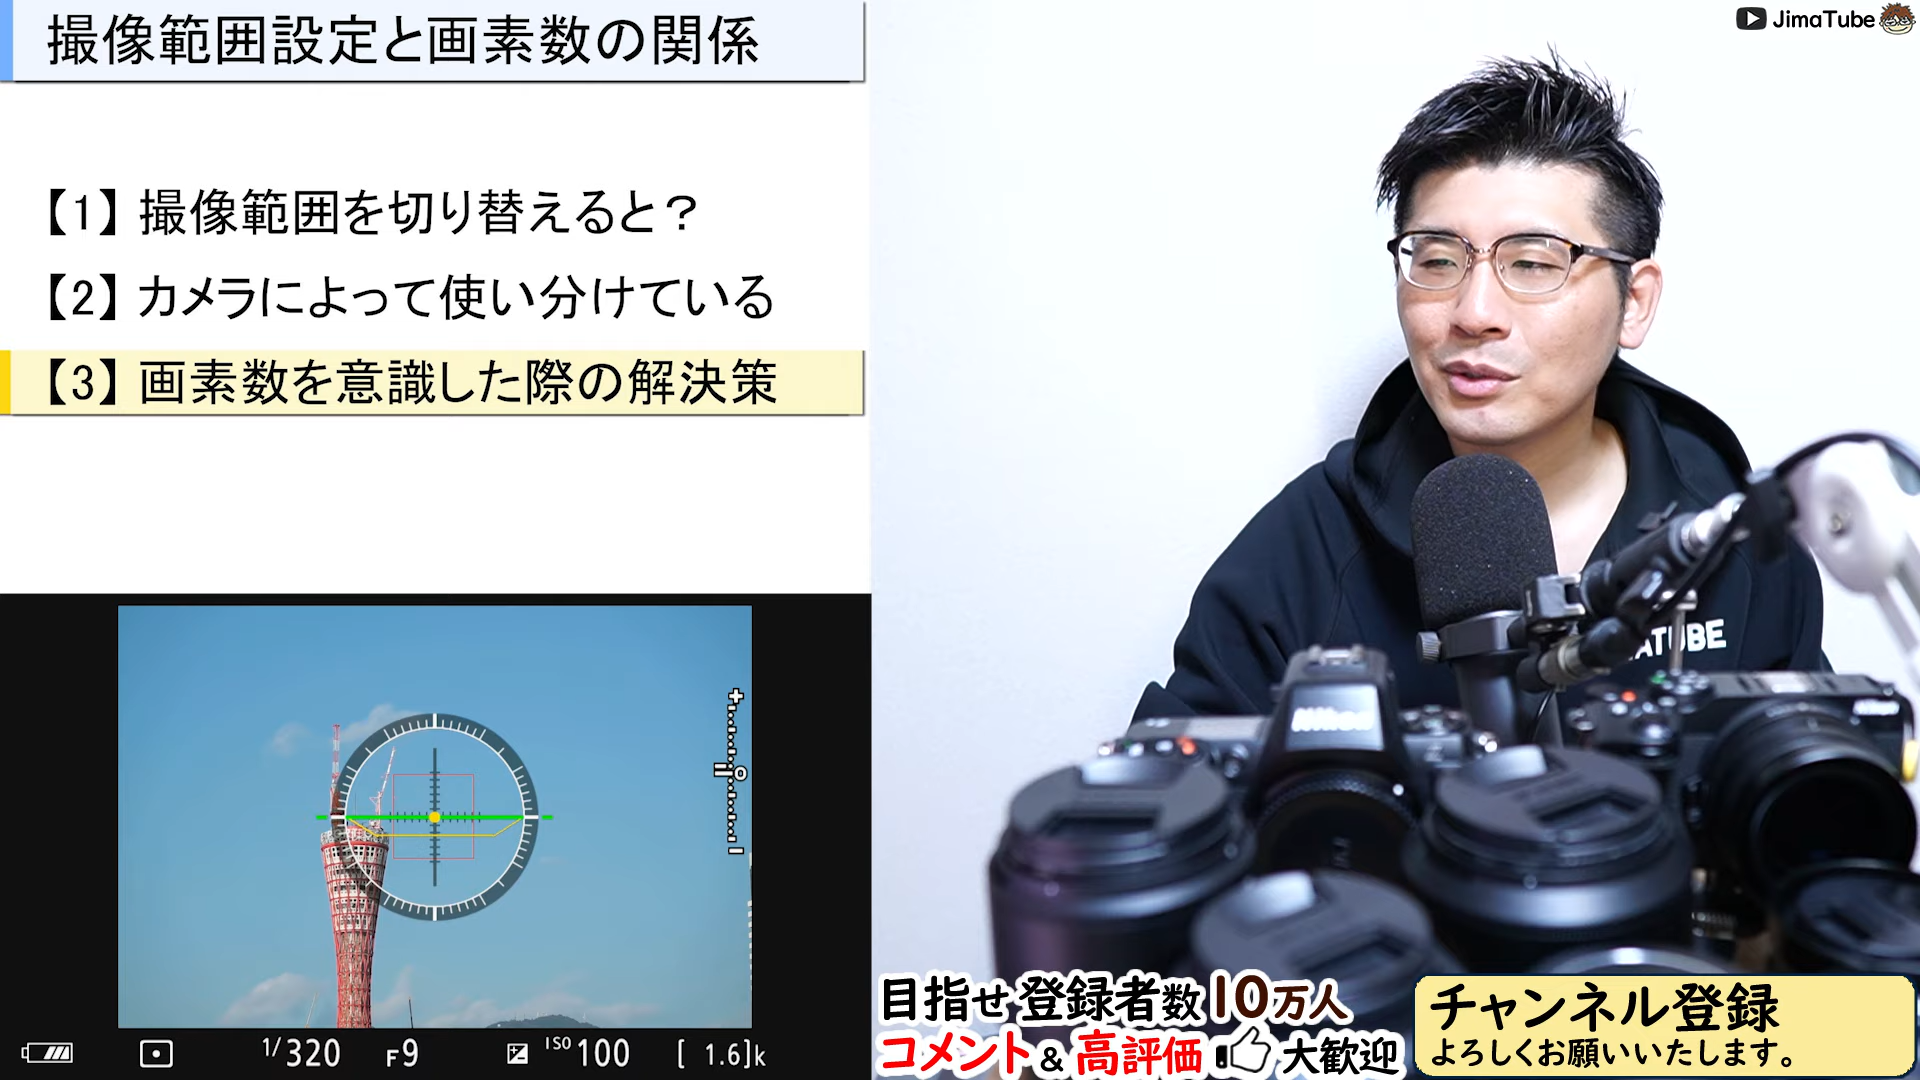 撮像範囲設定と画素数の関係
【1】撮像範囲を切り替えると？
【2】カメラによって使い分けている
【3】画素数を意識した際の解決策
1/320 F9 ISO 100 [ 1.6]k
JimaTube
ATUBE
Nikon
目指せ登録者数10万人
コメント&高評価 大歓迎
チャンネル登録
よろしくお願いいたします。